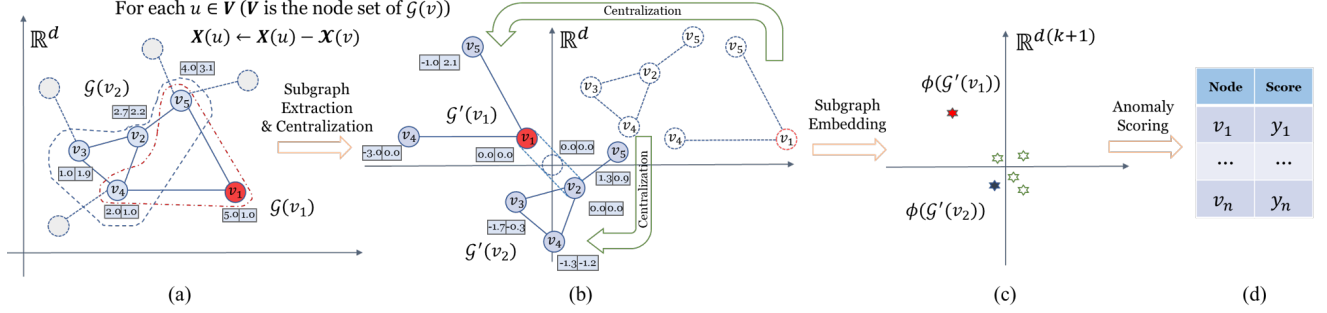 For each u ∈ V (V is the node set of G(v))
X(u) ← X(u) − X(v)
ℝ^d
G(v₂)
4.0 3.1
v₅
2.7 2.2
v₂
v₃
1.0 1.9
v₄
2.0 1.0
v₁
5.0 1.0
G(v₁)
(a)
Subgraph
Extraction
& Centralization
Centralization
ℝ^d
v₅
-1.0 2.1
G′(v₁)
v₄
-3.0 0.0
v₁
0.0 0.0
v₅
v₂
v₃
v₄
v₅
v₄
v₁
0.0 0.0
v₅
1.3 0.9
v₂
0.0 0.0
v₃
-1.7 -0.3
G′(v₂)
v₄
-1.3 -1.2
Centralization
(b)
Subgraph
Embedding
ℝ^d(k+1)
ϕ(G′(v₁))
ϕ(G′(v₂))
(c)
Anomaly
Scoring
Node Score
v₁ y₁
... ...
vₙ yₙ
(d)